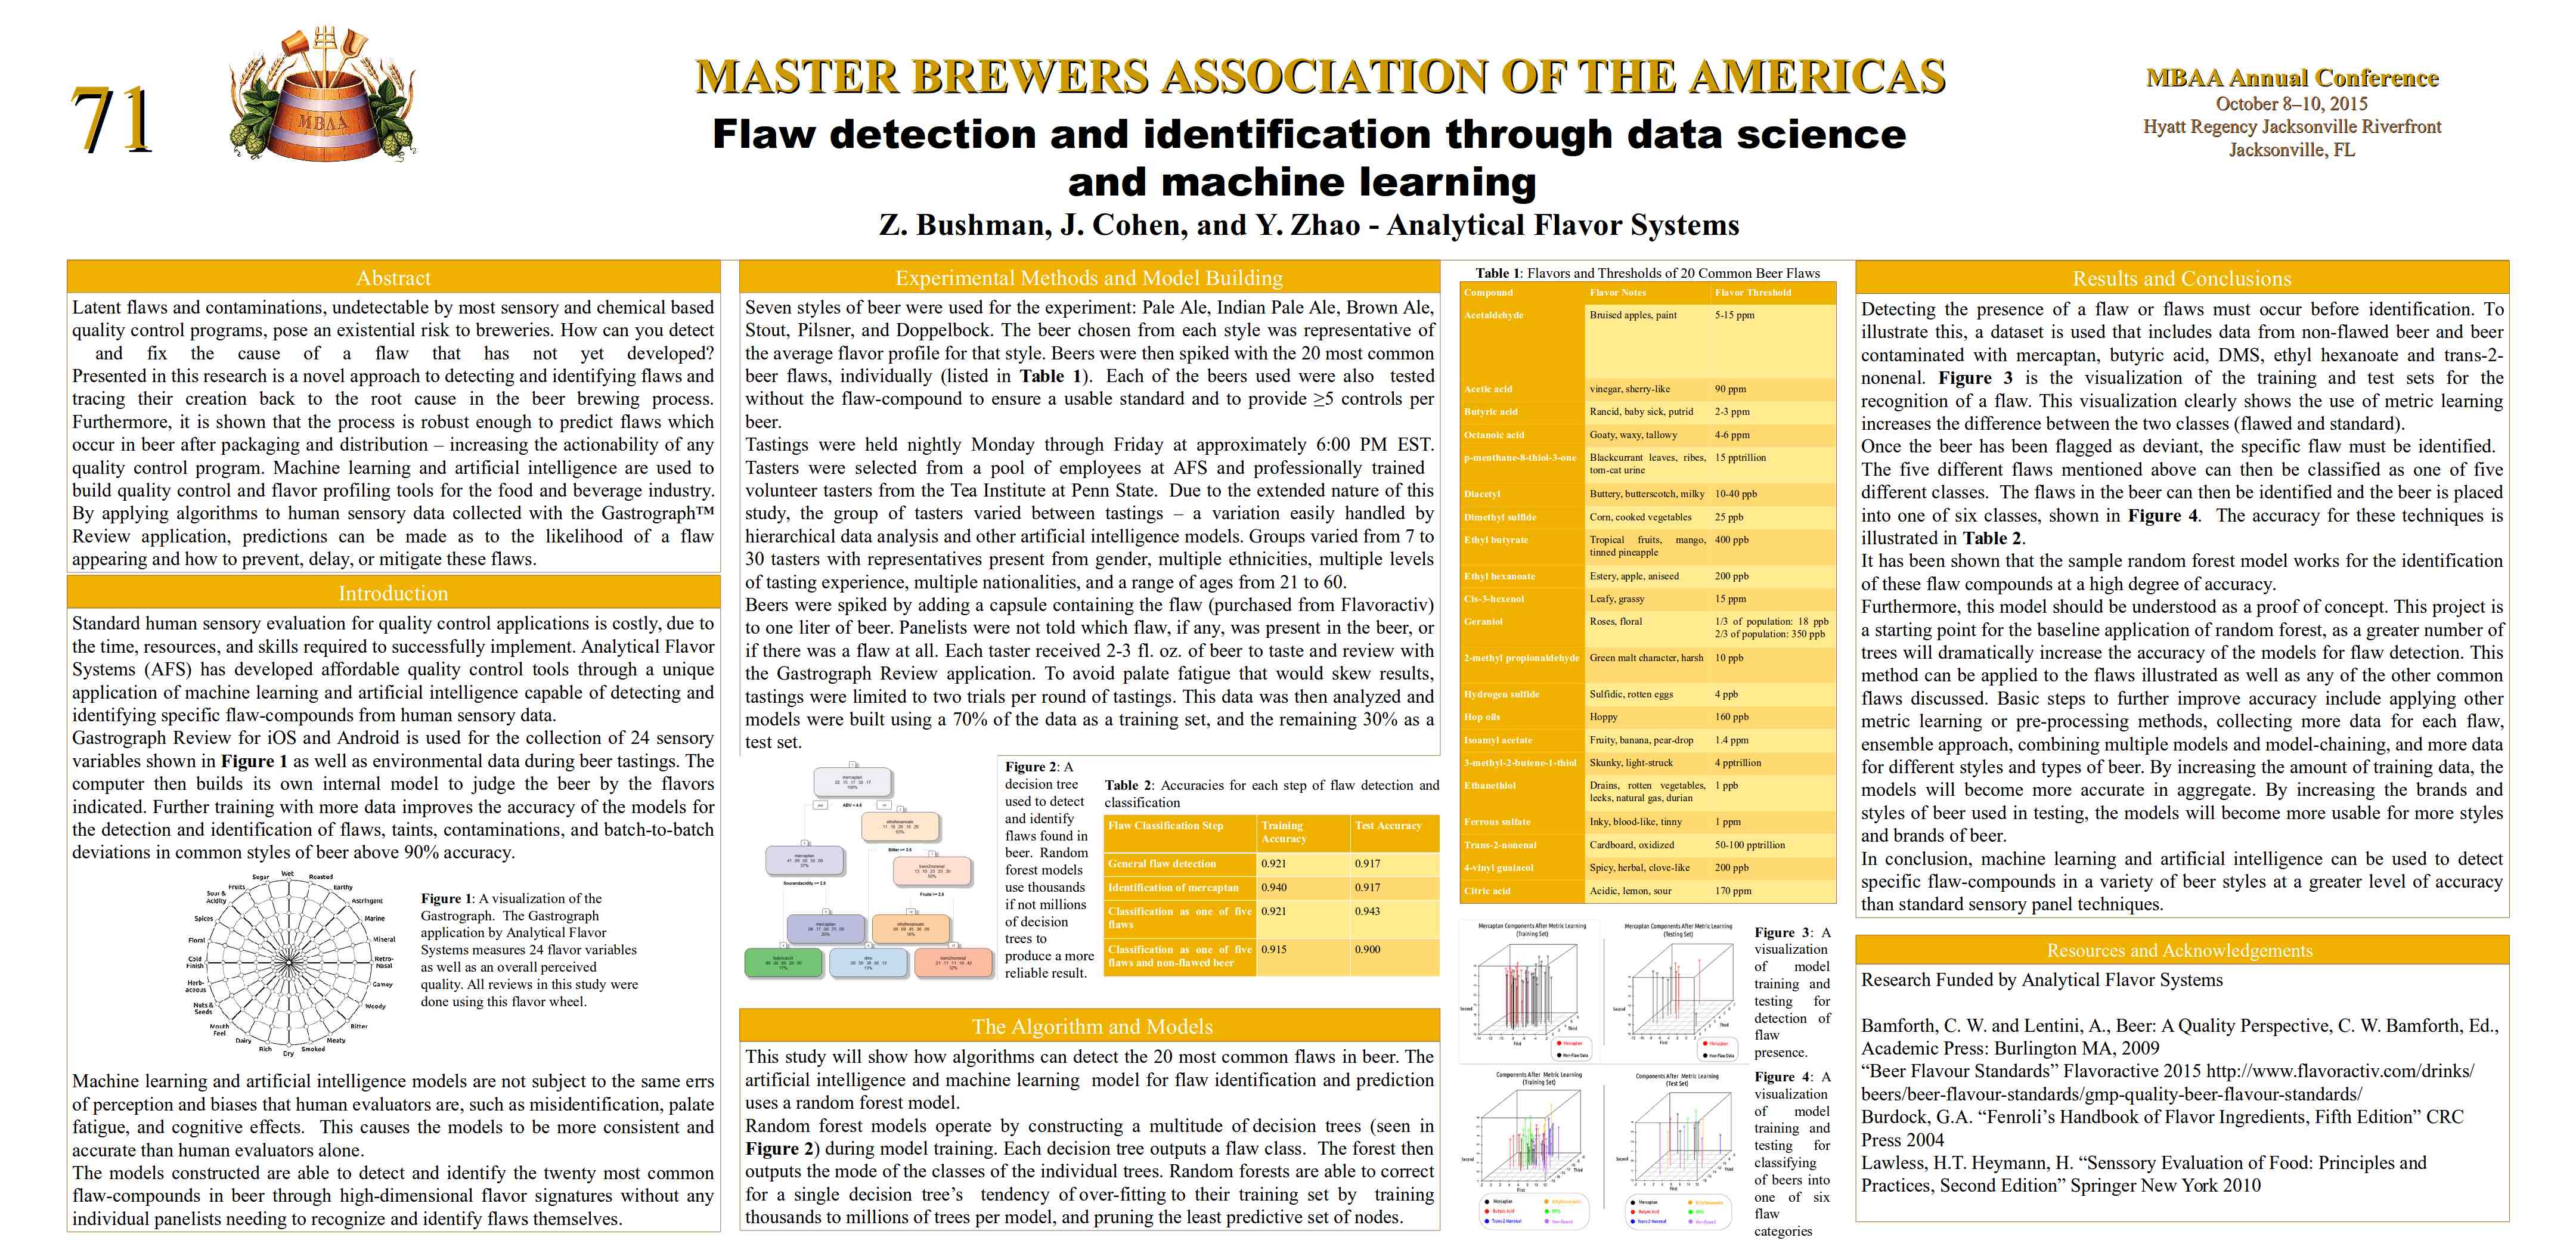 71
MBAA
MASTER BREWERS ASSOCIATION OF THE AMERICAS
Flaw detection and identification through data science
and machine learning
Z. Bushman, J. Cohen, and Y. Zhao - Analytical Flavor Systems
MBAA Annual Conference
October 8–10, 2015
Hyatt Regency Jacksonville Riverfront
Jacksonville, FL
Abstract
Latent flaws and contaminations, undetectable by most sensory and chemical based
quality control programs, pose an existential risk to breweries. How can you detect
and fix the cause of a flaw that has not yet developed?
Presented in this research is a novel approach to detecting and identifying flaws and
tracing their creation back to the root cause in the beer brewing process.
Furthermore, it is shown that the process is robust enough to predict flaws which
occur in beer after packaging and distribution – increasing the actionability of any
quality control program. Machine learning and artificial intelligence are used to
build quality control and flavor profiling tools for the food and beverage industry.
By applying algorithms to human sensory data collected with the Gastrograph™
Review application, predictions can be made as to the likelihood of a flaw
appearing and how to prevent, delay, or mitigate these flaws.
Introduction
Standard human sensory evaluation for quality control applications is costly, due to
the time, resources, and skills required to successfully implement. Analytical Flavor
Systems (AFS) has developed affordable quality control tools through a unique
application of machine learning and artificial intelligence capable of detecting and
identifying specific flaw-compounds from human sensory data.
Gastrograph Review for iOS and Android is used for the collection of 24 sensory
variables shown in Figure 1 as well as environmental data during beer tastings. The
computer then builds its own internal model to judge the beer by the flavors
indicated. Further training with more data improves the accuracy of the models for
the detection and identification of flaws, taints, contaminations, and batch-to-batch
deviations in common styles of beer above 90% accuracy.
Wet
Roasted
Earthy
Astringent
Marine
Mineral
Retro-
Nasal
Gamey
Woody
Bitter
Meaty
Smoked
Dry
Rich
Dairy
Mouth
Feel
Nuts &
Seeds
Herb-
aceous
Cold
Finish
Floral
Spices
Sour &
Acidity
Fruits
Sugar
Figure 1: A visualization of the
Gastrograph. The Gastrograph
application by Analytical Flavor
Systems measures 24 flavor variables
as well as an overall perceived
quality. All reviews in this study were
done using this flavor wheel.
Machine learning and artificial intelligence models are not subject to the same errs
of perception and biases that human evaluators are, such as misidentification, palate
fatigue, and cognitive effects. This causes the models to be more consistent and
accurate than human evaluators alone.
The models constructed are able to detect and identify the twenty most common
flaw-compounds in beer through high-dimensional flavor signatures without any
individual panelists needing to recognize and identify flaws themselves.
Experimental Methods and Model Building
Seven styles of beer were used for the experiment: Pale Ale, Indian Pale Ale, Brown Ale,
Stout, Pilsner, and Doppelbock. The beer chosen from each style was representative of
the average flavor profile for that style. Beers were then spiked with the 20 most common
beer flaws, individually (listed in Table 1). Each of the beers used were also tested
without the flaw-compound to ensure a usable standard and to provide ≥5 controls per
beer.
Tastings were held nightly Monday through Friday at approximately 6:00 PM EST.
Tasters were selected from a pool of employees at AFS and professionally trained
volunteer tasters from the Tea Institute at Penn State. Due to the extended nature of this
study, the group of tasters varied between tastings – a variation easily handled by
hierarchical data analysis and other artificial intelligence models. Groups varied from 7 to
30 tasters with representatives present from gender, multiple ethnicities, multiple levels
of tasting experience, multiple nationalities, and a range of ages from 21 to 60.
Beers were spiked by adding a capsule containing the flaw (purchased from Flavoractiv)
to one liter of beer. Panelists were not told which flaw, if any, was present in the beer, or
if there was a flaw at all. Each taster received 2-3 fl. oz. of beer to taste and review with
the Gastrograph Review application. To avoid palate fatigue that would skew results,
tastings were limited to two trials per round of tastings. This data was then analyzed and
models were built using a 70% of the data as a training set, and the remaining 30% as a
test set.
mercaptan
100%
ABV < 4.6
ethylhexanoate
Bitter >= 2.5
mercaptan
trans2nonenal
Sourandacidity >= 2.5
Fruits >= 2.5
mercaptan
ethylhexanoate
butyricacid
dms
trans2nonenal
Figure 2: A
decision tree
used to detect
and identify
flaws found in
beer. Random
forest models
use thousands
if not millions
of decision
trees to
produce a more
reliable result.
Table 2: Accuracies for each step of flaw detection and
classification
Flaw Classification Step Training Accuracy Test Accuracy
General flaw detection 0.921 0.917
Identification of mercaptan 0.940 0.917
Classification as one of five flaws 0.921 0.943
Classification as one of five flaws and non-flawed beer 0.915 0.900
The Algorithm and Models
This study will show how algorithms can detect the 20 most common flaws in beer. The
artificial intelligence and machine learning model for flaw identification and prediction
uses a random forest model.
Random forest models operate by constructing a multitude of decision trees (seen in
Figure 2) during model training. Each decision tree outputs a flaw class. The forest then
outputs the mode of the classes of the individual trees. Random forests are able to correct
for a single decision tree’s tendency of over-fitting to their training set by training
thousands to millions of trees per model, and pruning the least predictive set of nodes.
Table 1: Flavors and Thresholds of 20 Common Beer Flaws
Compound Flavor Notes Flavor Threshold
Acetaldehyde Bruised apples, paint 5-15 ppm
Acetic acid vinegar, sherry-like 90 ppm
Butyric acid Rancid, baby sick, putrid 2-3 ppm
Octanoic acid Goaty, waxy, tallowy 4-6 ppm
p-menthane-8-thiol-3-one Blackcurrant leaves, ribes, tom-cat urine 15 pptrillion
Diacetyl Buttery, butterscotch, milky 10-40 ppb
Dimethyl sulfide Corn, cooked vegetables 25 ppb
Ethyl butyrate Tropical fruits, mango, tinned pineapple 400 ppb
Ethyl hexanoate Estery, apple, aniseed 200 ppb
Cis-3-hexenol Leafy, grassy 15 ppm
Geraniol Roses, floral 1/3 of population: 18 ppb 2/3 of population: 350 ppb
2-methyl propionaldehyde Green malt character, harsh 10 ppb
Hydrogen sulfide Sulfidic, rotten eggs 4 ppb
Hop oils Hoppy 160 ppb
Isoamyl acetate Fruity, banana, pear-drop 1.4 ppm
3-methyl-2-butene-1-thiol Skunky, light-struck 4 pptrillion
Ethanethiol Drains, rotten vegetables, leeks, natural gas, durian 1 ppb
Ferrous sulfate Inky, blood-like, tinny 1 ppm
Trans-2-nonenal Cardboard, oxidized 50-100 pptrillion
4-vinyl guaiacol Spicy, herbal, clove-like 200 ppb
Citric acid Acidic, lemon, sour 170 ppm
Mercaptan Components After Metric Learning
(Training Set)
Second
Third
First
Mercaptan
Non-Flaw Data
Mercaptan Components After Metric Learning
(Testing Set)
Second
Third
First
Mercaptan
Non-Flaw Data
Figure 3: A
visualization
of model
training and
testing for
detection of
flaw
presence.
Components After Metric Learning
(Training Set)
Second
Third
First
Mercaptan
Butyric Acid
Trans-2-Nonenal
Ethylhexanoate
DMS
Non-flawed
Components After Metric Learning
(Test Set)
Second
Third
First
Mercaptan
Butyric Acid
Trans-2-Nonenal
Ethylhexanoate
DMS
Non-flawed
Figure 4: A
visualization
of model
training and
testing for
classifying
of beers into
one of six
flaw
categories
Results and Conclusions
Detecting the presence of a flaw or flaws must occur before identification. To
illustrate this, a dataset is used that includes data from non-flawed beer and beer
contaminated with mercaptan, butyric acid, DMS, ethyl hexanoate and trans-2-
nonenal. Figure 3 is the visualization of the training and test sets for the
recognition of a flaw. This visualization clearly shows the use of metric learning
increases the difference between the two classes (flawed and standard).
Once the beer has been flagged as deviant, the specific flaw must be identified.
The five different flaws mentioned above can then be classified as one of five
different classes. The flaws in the beer can then be identified and the beer is placed
into one of six classes, shown in Figure 4. The accuracy for these techniques is
illustrated in Table 2.
It has been shown that the sample random forest model works for the identification
of these flaw compounds at a high degree of accuracy.
Furthermore, this model should be understood as a proof of concept. This project is
a starting point for the baseline application of random forest, as a greater number of
trees will dramatically increase the accuracy of the models for flaw detection. This
method can be applied to the flaws illustrated as well as any of the other common
flaws discussed. Basic steps to further improve accuracy include applying other
metric learning or pre-processing methods, collecting more data for each flaw,
ensemble approach, combining multiple models and model-chaining, and more data
for different styles and types of beer. By increasing the amount of training data, the
models will become more accurate in aggregate. By increasing the brands and
styles of beer used in testing, the models will become more usable for more styles
and brands of beer.
In conclusion, machine learning and artificial intelligence can be used to detect
specific flaw-compounds in a variety of beer styles at a greater level of accuracy
than standard sensory panel techniques.
Resources and Acknowledgements
Research Funded by Analytical Flavor Systems
Bamforth, C. W. and Lentini, A., Beer: A Quality Perspective, C. W. Bamforth, Ed.,
Academic Press: Burlington MA, 2009
“Beer Flavour Standards” Flavoractive 2015 http://www.flavoractiv.com/drinks/
beers/beer-flavour-standards/gmp-quality-beer-flavour-standards/
Burdock, G.A. “Fenroli’s Handbook of Flavor Ingredients, Fifth Edition” CRC
Press 2004
Lawless, H.T. Heymann, H. “Senssory Evaluation of Food: Principles and
Practices, Second Edition” Springer New York 2010